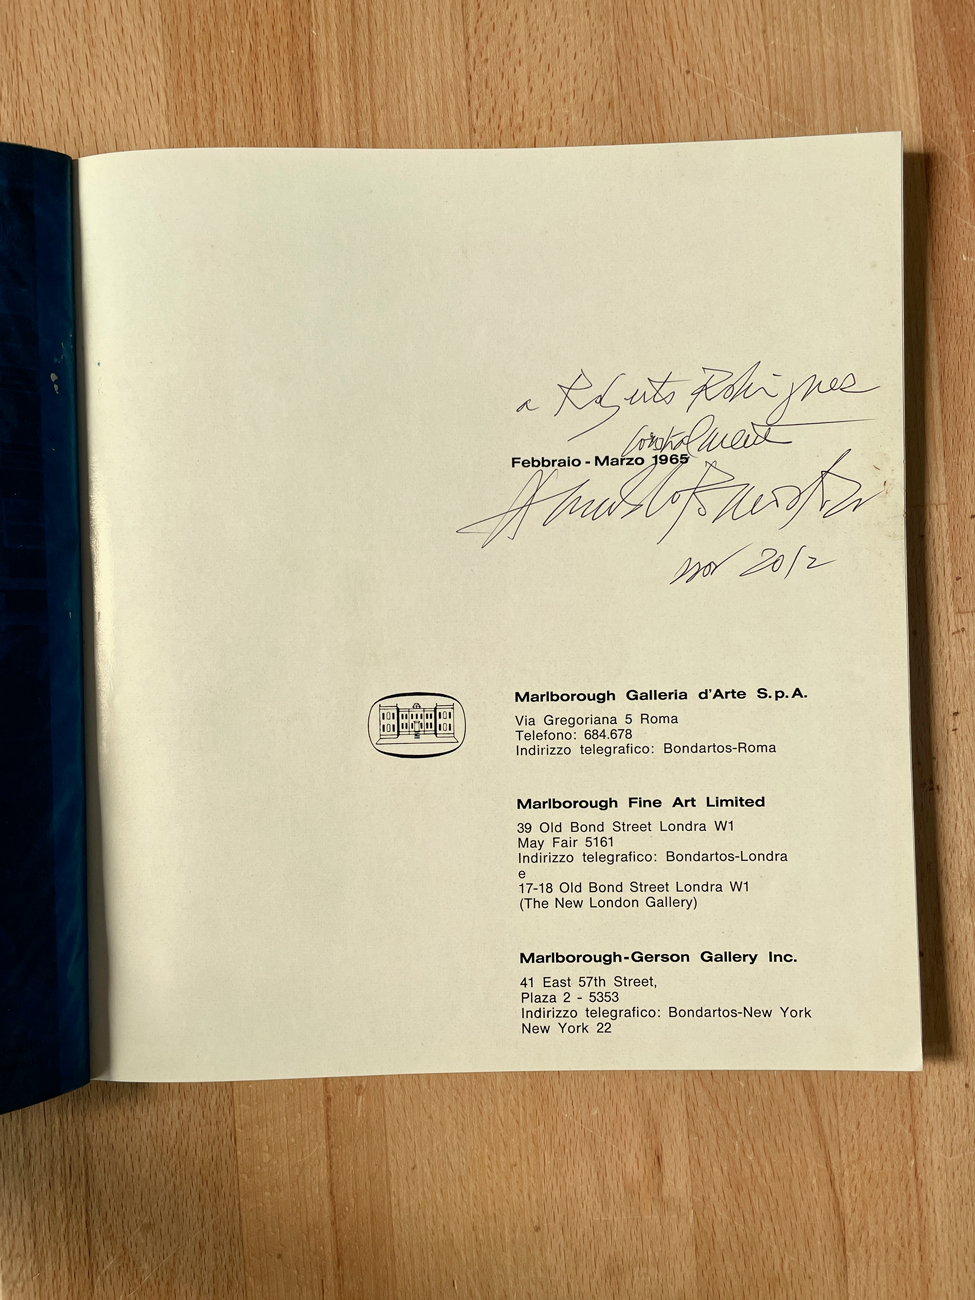 a Roberto Rodriguez
cordialmente
Febbraio - Marzo 1965
Arnaldo Pomodoro
nov 2012
Marlborough Galleria d'Arte S.p.A.
Via Gregoriana 5 Roma
Telefono: 684.678
Indirizzo telegrafico: Bondartos-Roma
Marlborough Fine Art Limited
39 Old Bond Street Londra W1
May Fair 5161
Indirizzo telegrafico: Bondartos-Londra
e
17-18 Old Bond Street Londra W1
(The New London Gallery)
Marlborough-Gerson Gallery Inc.
41 East 57th Street,
Plaza 2 - 5353
Indirizzo telegrafico: Bondartos-New York
New York 22